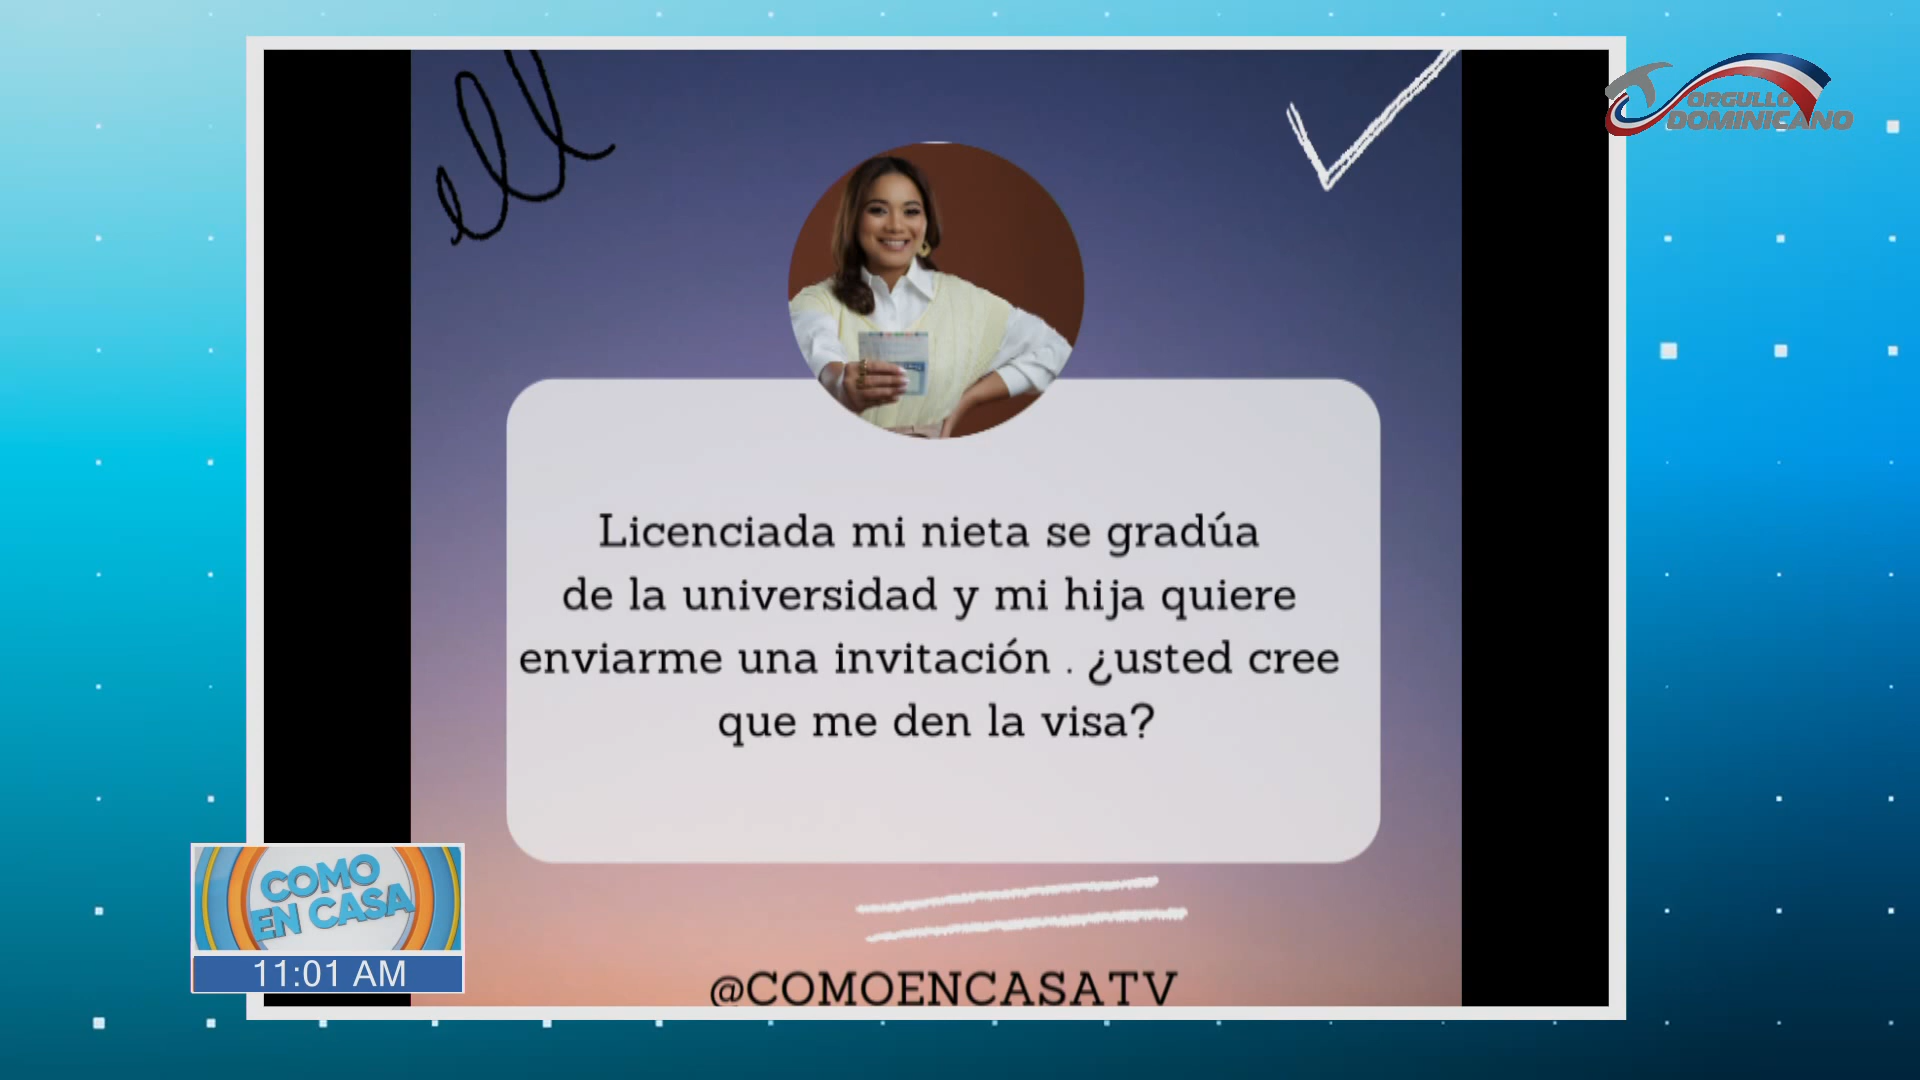 ORGULLO
DOMINICANO
Licenciada mi nieta se gradúa
de la universidad y mi hija quiere
enviarme una invitación . ¿usted cree
que me den la visa?
COMO
EN CASA
11:01 AM
@COMOENCASATV